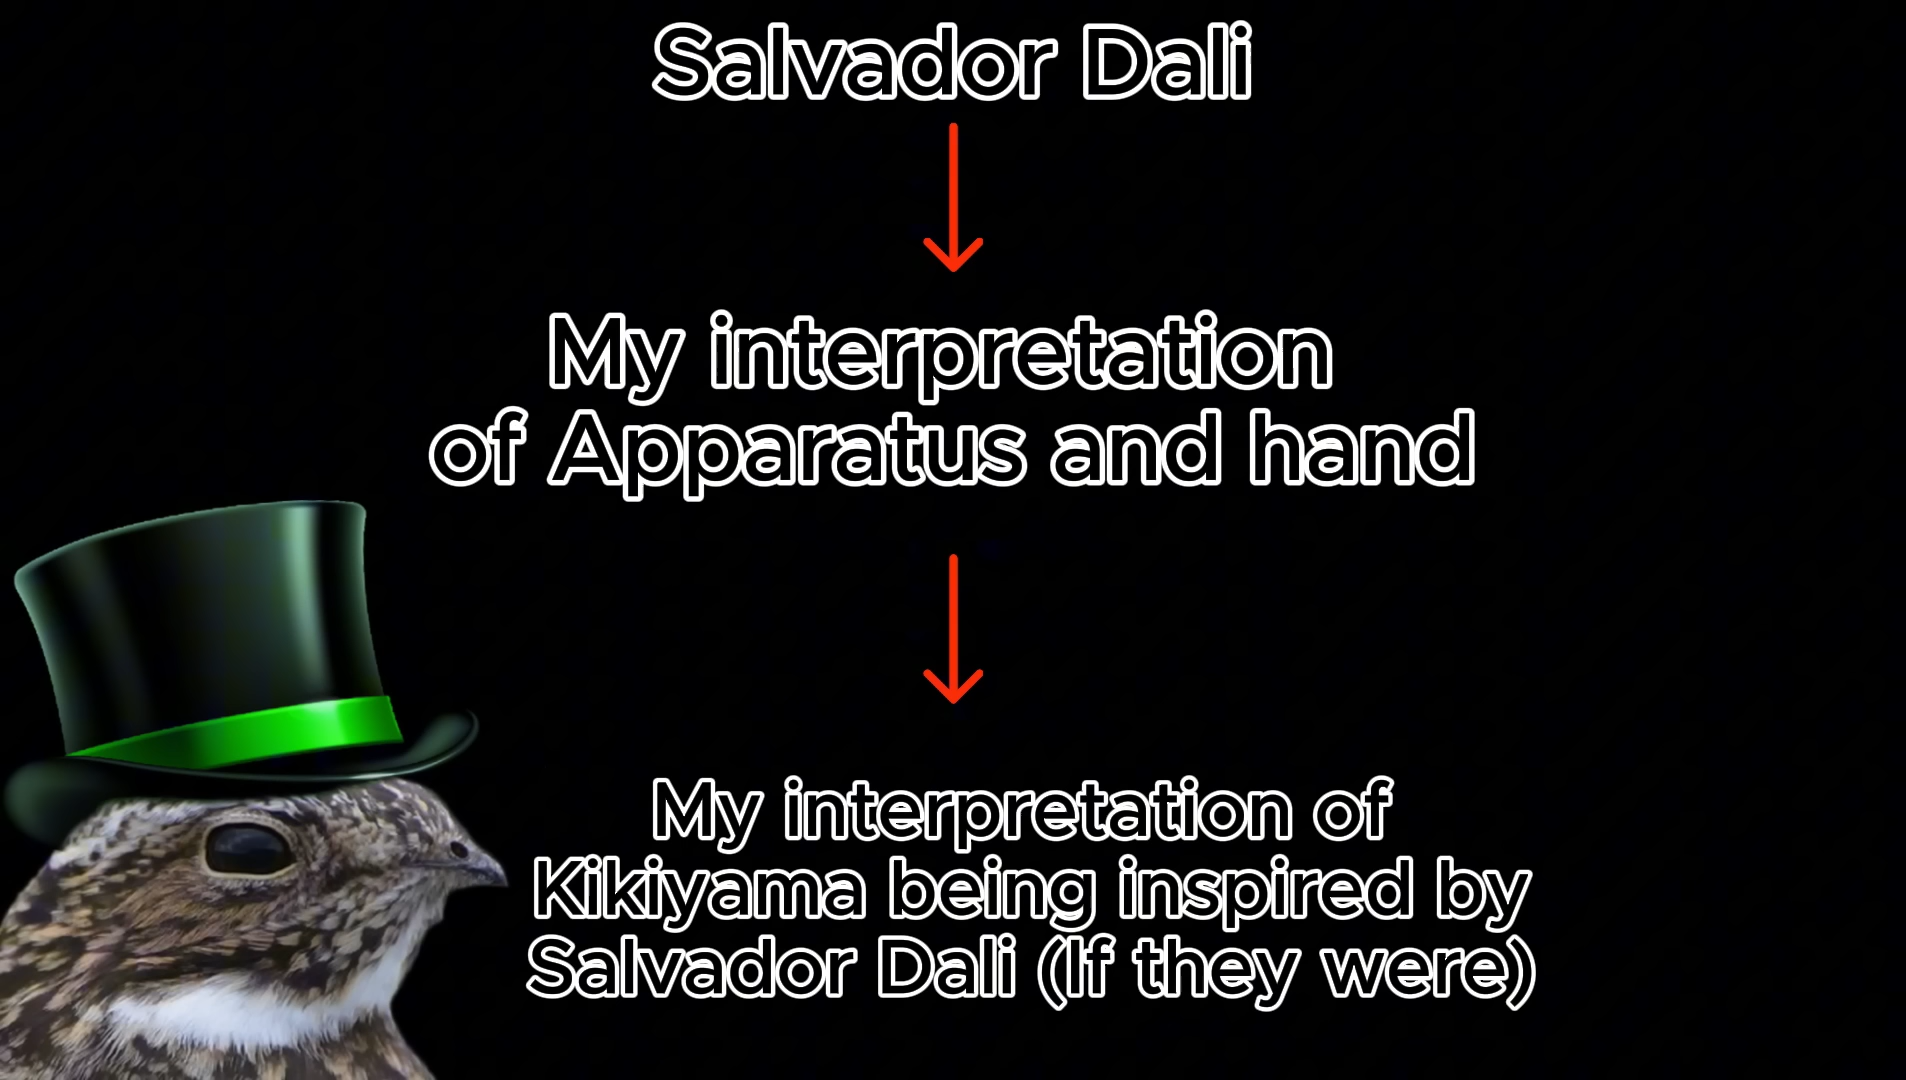 Salvador Dali
My interpretation
of Apparatus and hand
My interpretation of
Kikiyama being inspired by
Salvador Dali (If they were)